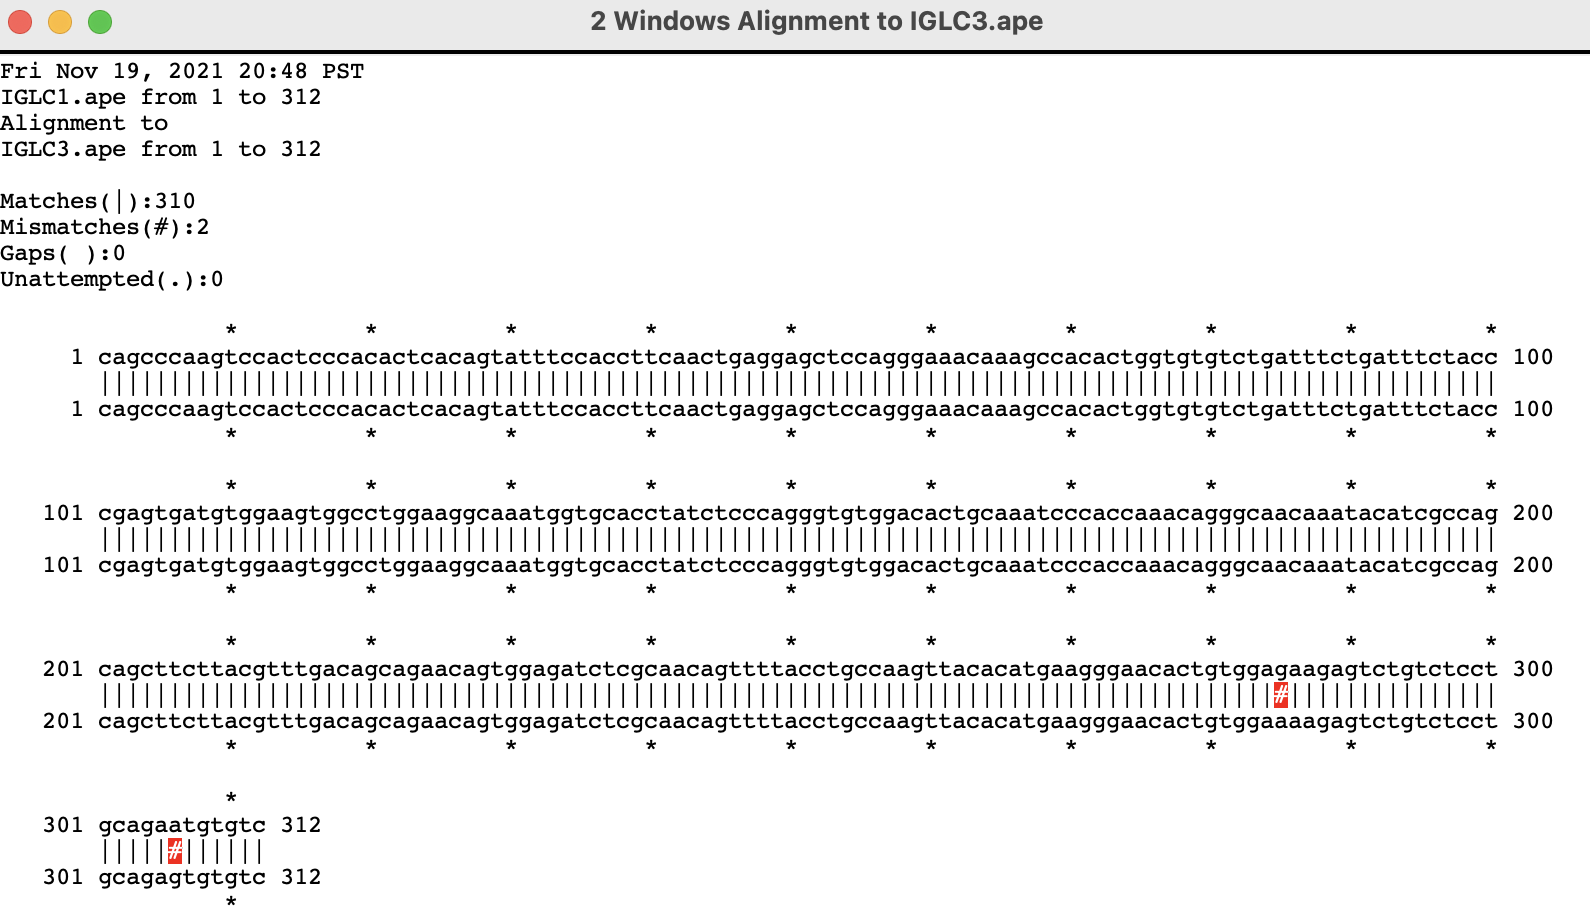 2 Windows Alignment to IGLC3.ape
Fri Nov 19, 2021 20:48 PST
IGLC1.ape from 1 to 312
Alignment to
IGLC3.ape from 1 to 312
Matches(|):310
Mismatches(#):2
Gaps( ):0
Unattempted(.):0
* * * * * * * * * *
1 cagcccaagtccactcccacactcacagtatttccaccttcaactgaggagctccagggaaacaaagccacactggtgtgtctgatttctgatttctacc 100
||||||||||||||||||||||||||||||||||||||||||||||||||||||||||||||||||||||||||||||||||||||||||||||||||||
1 cagcccaagtccactcccacactcacagtatttccaccttcaactgaggagctccagggaaacaaagccacactggtgtgtctgatttctgatttctacc 100
* * * * * * * * * *
* * * * * * * * * *
101 cgagtgatgtggaagtggcctggaaggcaaatggtgcacctatctcccagggtgtggacactgcaaatcccaccaaacagggcaacaaatacatcgccag 200
||||||||||||||||||||||||||||||||||||||||||||||||||||||||||||||||||||||||||||||||||||||||||||||||||||
101 cgagtgatgtggaagtggcctggaaggcaaatggtgcacctatctcccagggtgtggacactgcaaatcccaccaaacagggcaacaaatacatcgccag 200
* * * * * * * * * *
* * * * * * * * * *
201 cagcttcttacgtttgacagcagaacagtggagatctcgcaacagttttacctgccaagttacacatgaagggaacactgtggagaagagtctgtctcct 300
||||||||||||||||||||||||||||||||||||||||||||||||||||||||||||||||||||||||||||||||||||#|||||||||||||||
201 cagcttcttacgtttgacagcagaacagtggagatctcgcaacagttttacctgccaagttacacatgaagggaacactgtggaaaagagtctgtctcct 300
* * * * * * * * * *
*
301 gcagaatgtgtc 312
|||||#||||||
301 gcagagtgtgtc 312
*